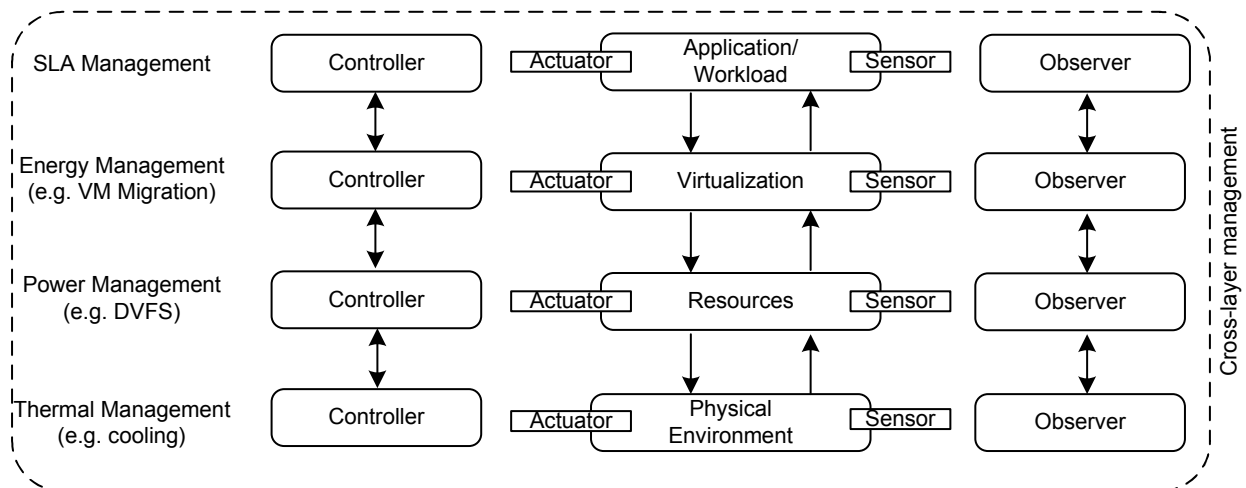 SLA Management
Controller
Actuator
Application/
Workload
Sensor
Observer
Energy Management
(e.g. VM Migration)
Controller
Actuator
Virtualization
Sensor
Observer
Power Management
(e.g. DVFS)
Controller
Actuator
Resources
Sensor
Observer
Thermal Management
(e.g. cooling)
Controller
Actuator
Physical
Environment
Sensor
Observer
Cross-layer management